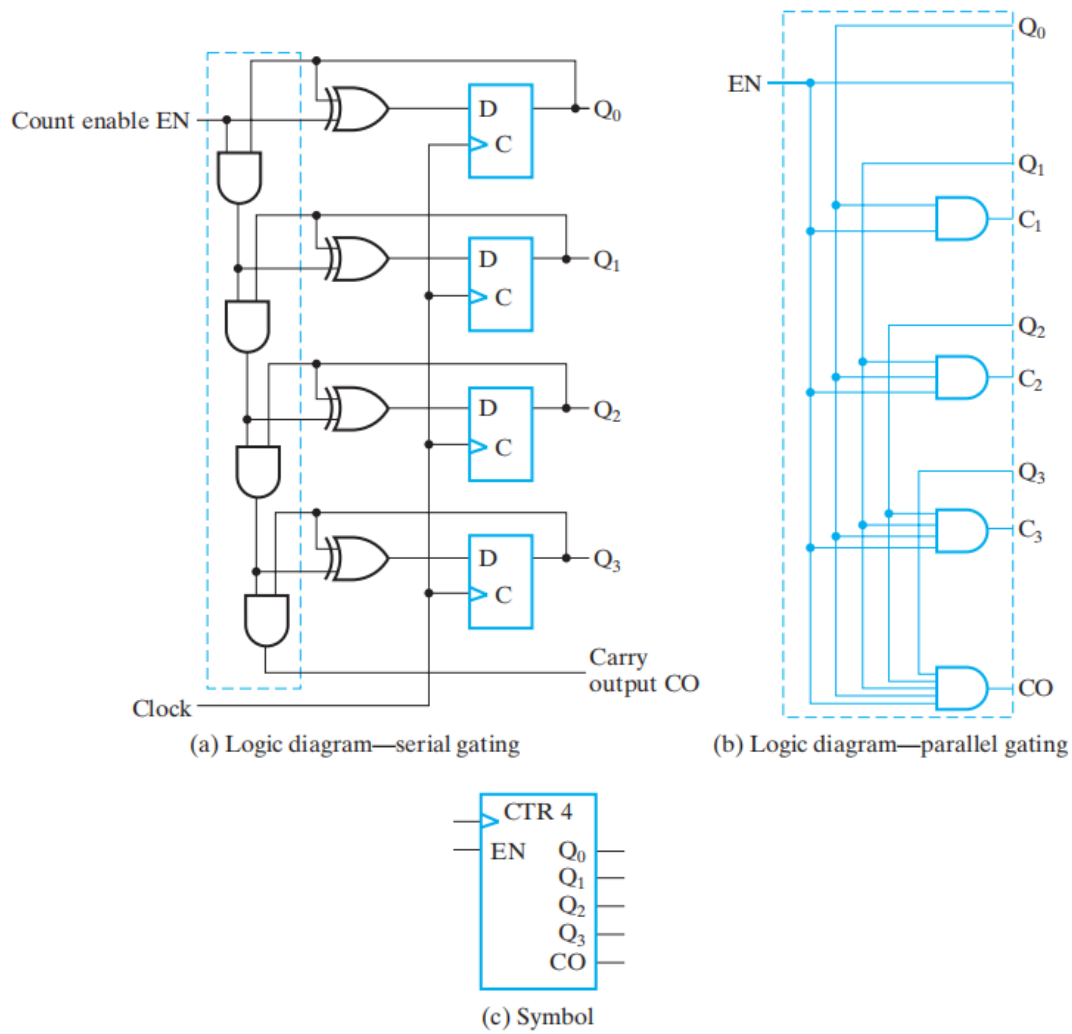 Count enable EN
D
C
Q₀
D
C
Q₁
D
C
Q₂
D
C
Q₃
Carry
output CO
Clock
(a) Logic diagram—serial gating
EN
Q₀
Q₁
C₁
Q₂
C₂
Q₃
C₃
CO
(b) Logic diagram—parallel gating
CTR 4
EN Q₀
Q₁
Q₂
Q₃
CO
(c) Symbol